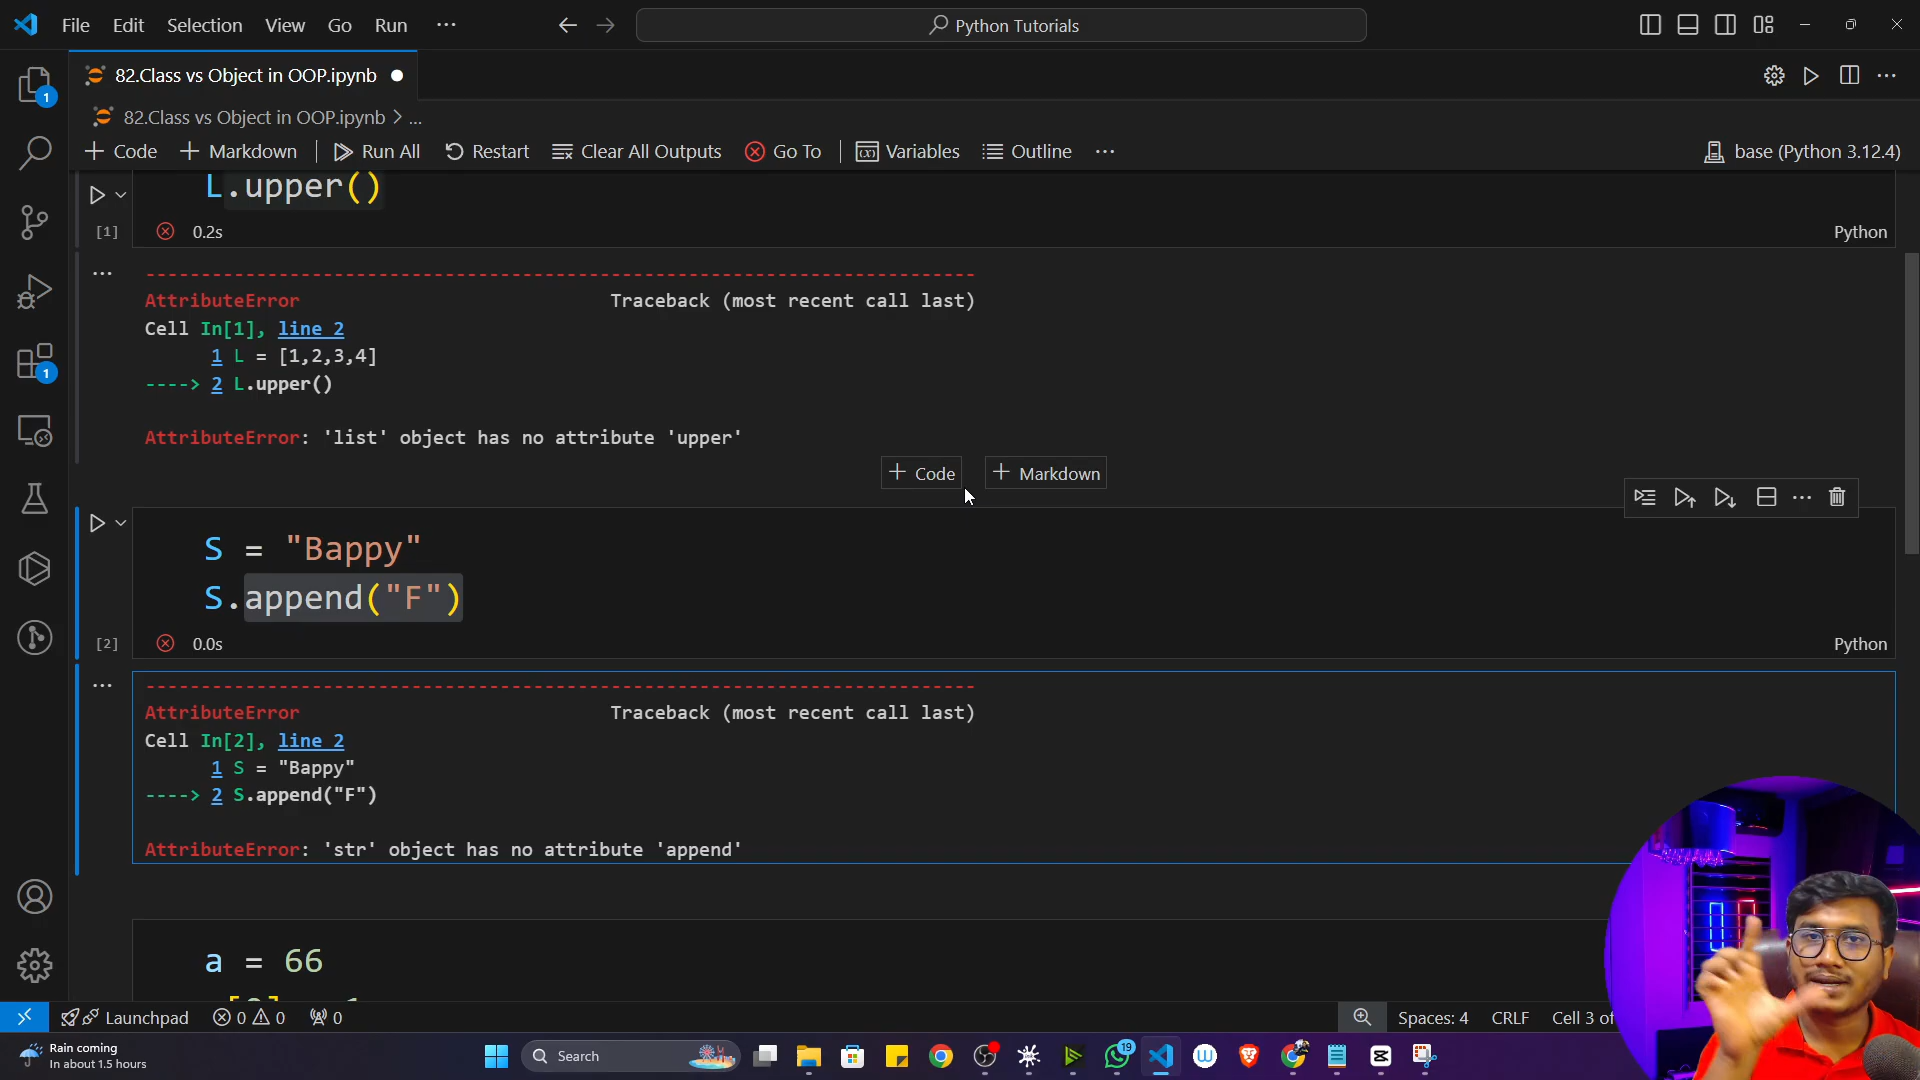 File Edit Selection View Go Run ...
Python Tutorials
82.Class vs Object in OOP.ipynb
82.Class vs Object in OOP.ipynb > ...
+ Code + Markdown Run All Restart Clear All Outputs Go To (x) Variables Outline ...
base (Python 3.12.4)
1
L.upper()
[1] 0.2s Python
---------------------------------------------------------------------------
AttributeError Traceback (most recent call last)
Cell In[1], line 2
1 L = [1,2,3,4]
----> 2 L.upper()
AttributeError: 'list' object has no attribute 'upper'
1
+ Code + Markdown
S = "Bappy"
S.append("F")
[2] 0.0s Python
---------------------------------------------------------------------------
AttributeError Traceback (most recent call last)
Cell In[2], line 2
1 S = "Bappy"
----> 2 S.append("F")
AttributeError: 'str' object has no attribute 'append'
a = 66
Launchpad 0 0 0 Spaces: 4 CRLF Cell 3 of
Rain coming
In about 1.5 hours
Search
19